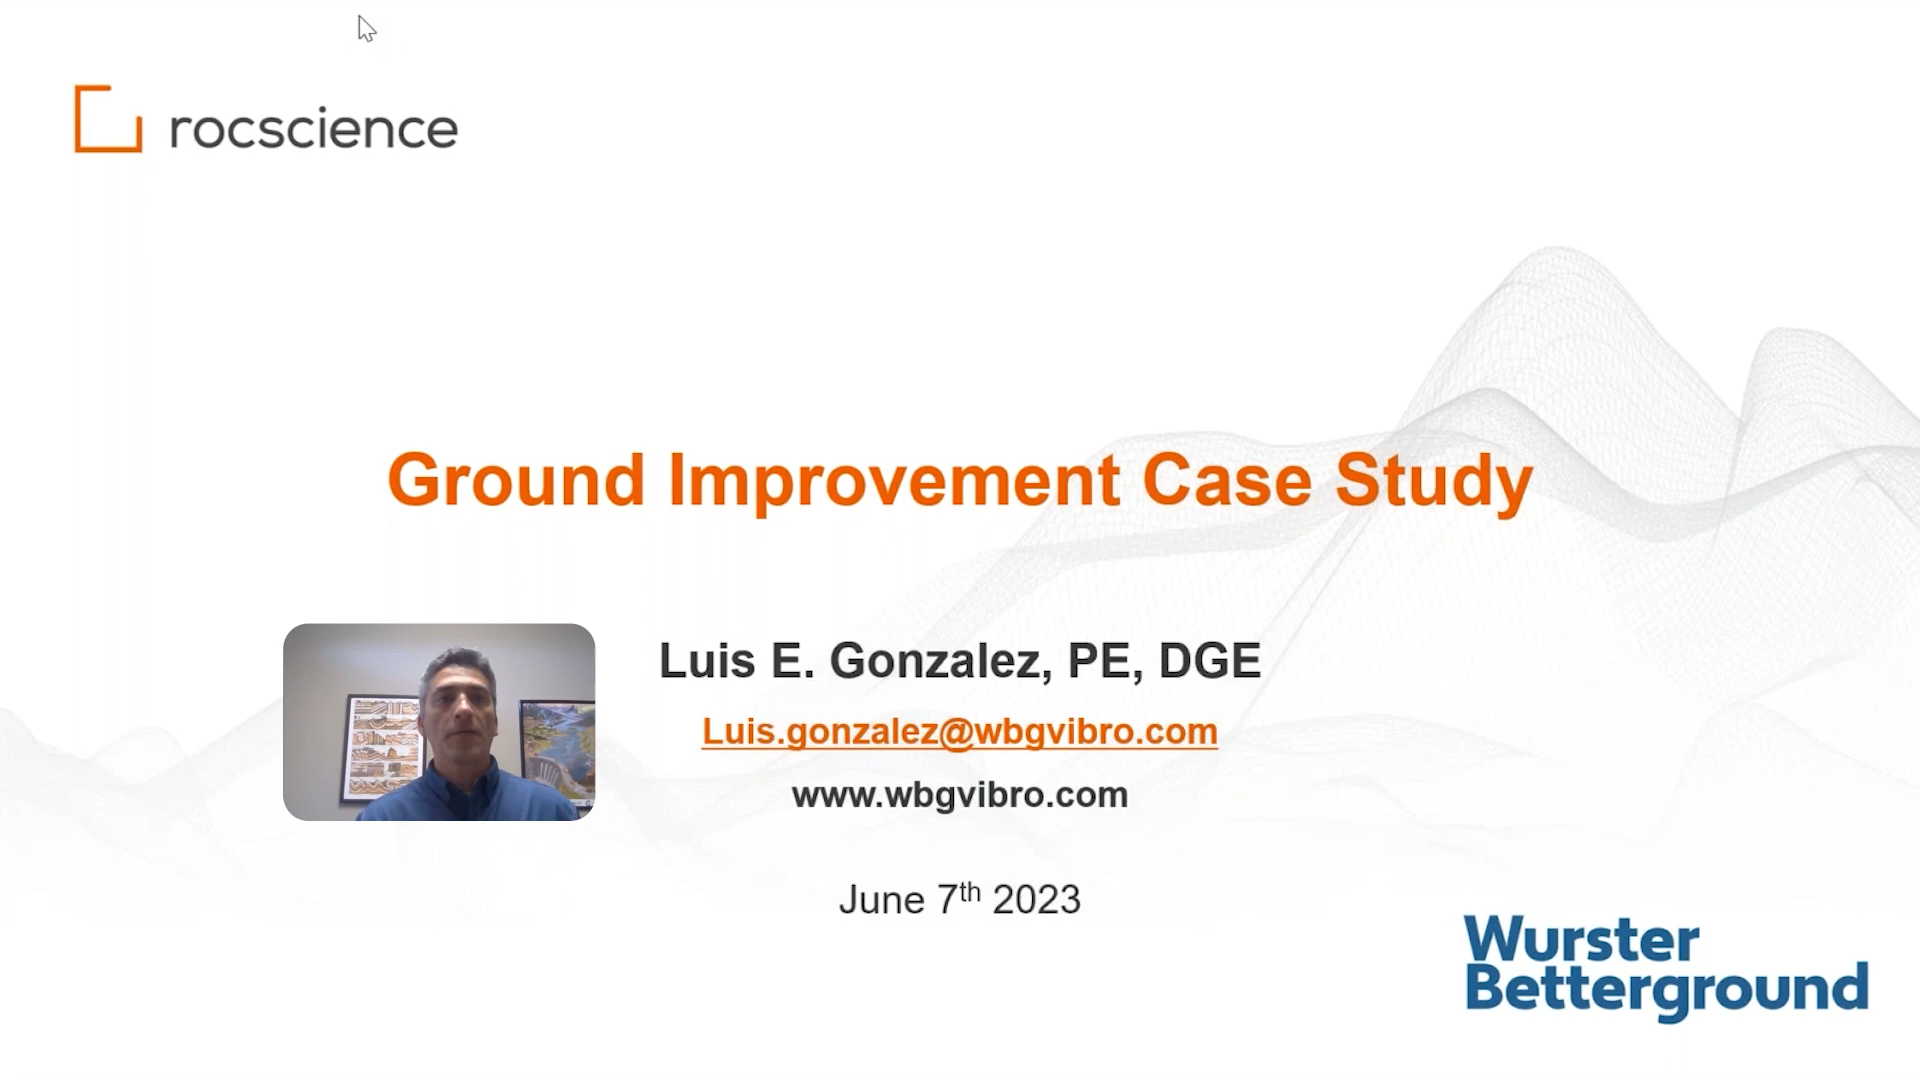 rocscience
Ground Improvement Case Study
Luis E. Gonzalez, PE, DGE
Luis.gonzalez@wbgvibro.com
www.wbgvibro.com
June 7th 2023
Wurster
Betterground